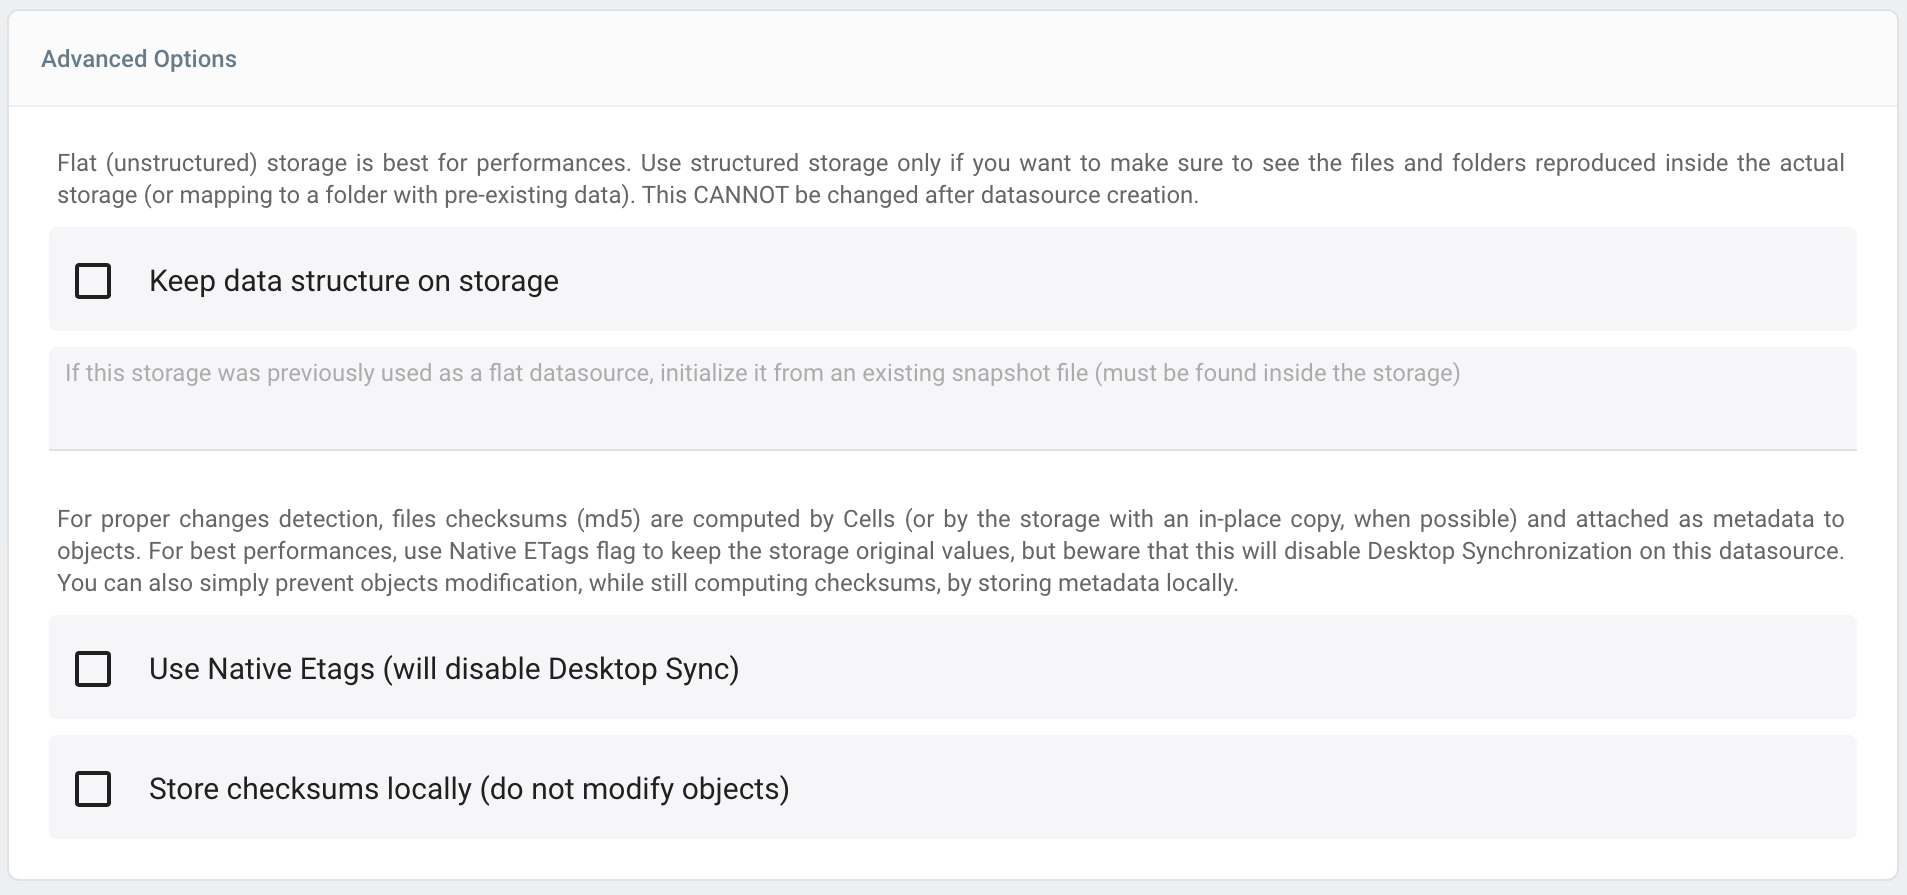 Advanced Options
Flat (unstructured) storage is best for performances. Use structured storage only if you want to make sure to see the files and folders reproduced inside the actual
storage (or mapping to a folder with pre-existing data). This CANNOT be changed after datasource creation.
Keep data structure on storage
If this storage was previously used as a flat datasource, initialize it from an existing snapshot file (must be found inside the storage)
For proper changes detection, files checksums (md5) are computed by Cells (or by the storage with an in-place copy, when possible) and attached as metadata to
objects. For best performances, use Native ETags flag to keep the storage original values, but beware that this will disable Desktop Synchronization on this datasource.
You can also simply prevent objects modification, while still computing checksums, by storing metadata locally.
Use Native Etags (will disable Desktop Sync)
Store checksums locally (do not modify objects)